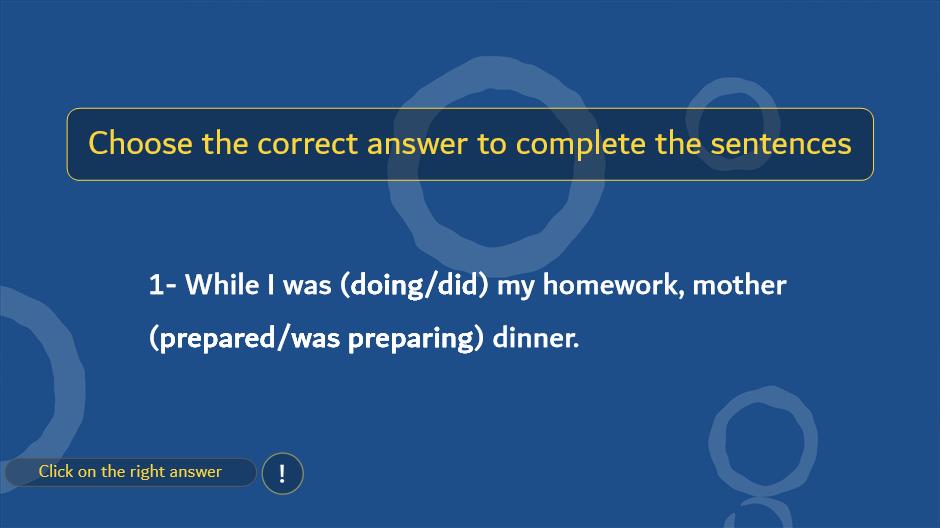 Choose the correct answer to complete the sentences
1- While I was (doing/did) my homework, mother
(prepared/was preparing) dinner.
Click on the right answer
!